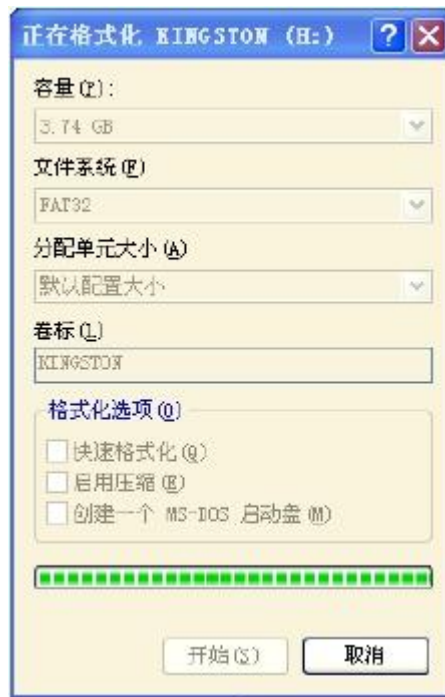 正在格式化 KINGSTON (H:)
容量(P):
3.74 GB
文件系统(F)
FAT32
分配单元大小(A)
默认配置大小
卷标(L)
KINGSTON
格式化选项(O)
快速格式化(Q)
启用压缩(E)
创建一个 MS-DOS 启动盘(M)
开始(S)
取消